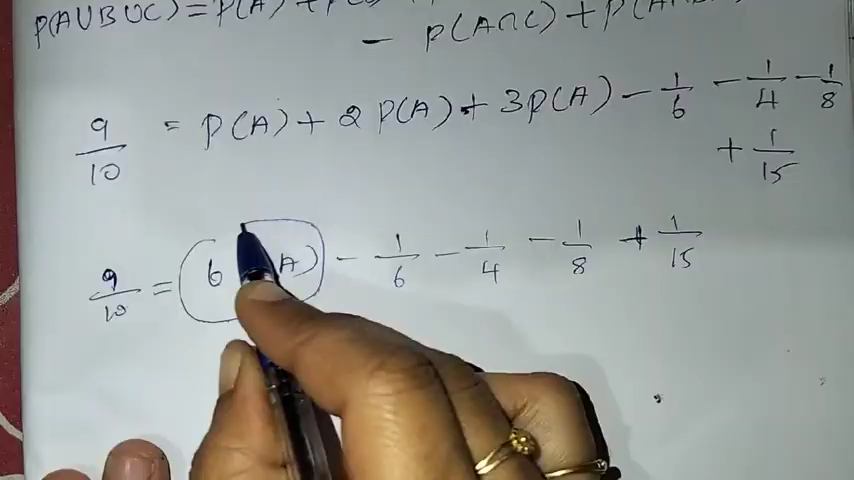 P(AUBUC) = P(A) +
- P(A∩C) + P(A∩
9/10 = P(A) + 2 P(A) + 3P(A) - 1/6 - 1/4 - 1/8
+ 1/15
9/10 = 6 A) - 1/6 - 1/4 - 1/8 + 1/15